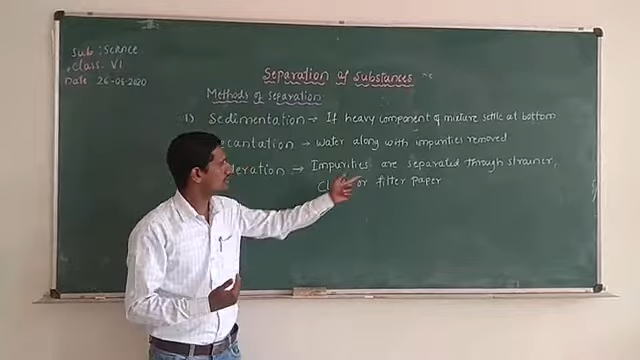 Sub : Science
Class : VI
Date 26-08-2020
Separation of Substances :-
Methods of Separation
1) Sedimentation → If heavy component of mixture settle at bottom
ecantation → Water along with impurities removed
→ Impurities are separated through strainer,
or filter paper